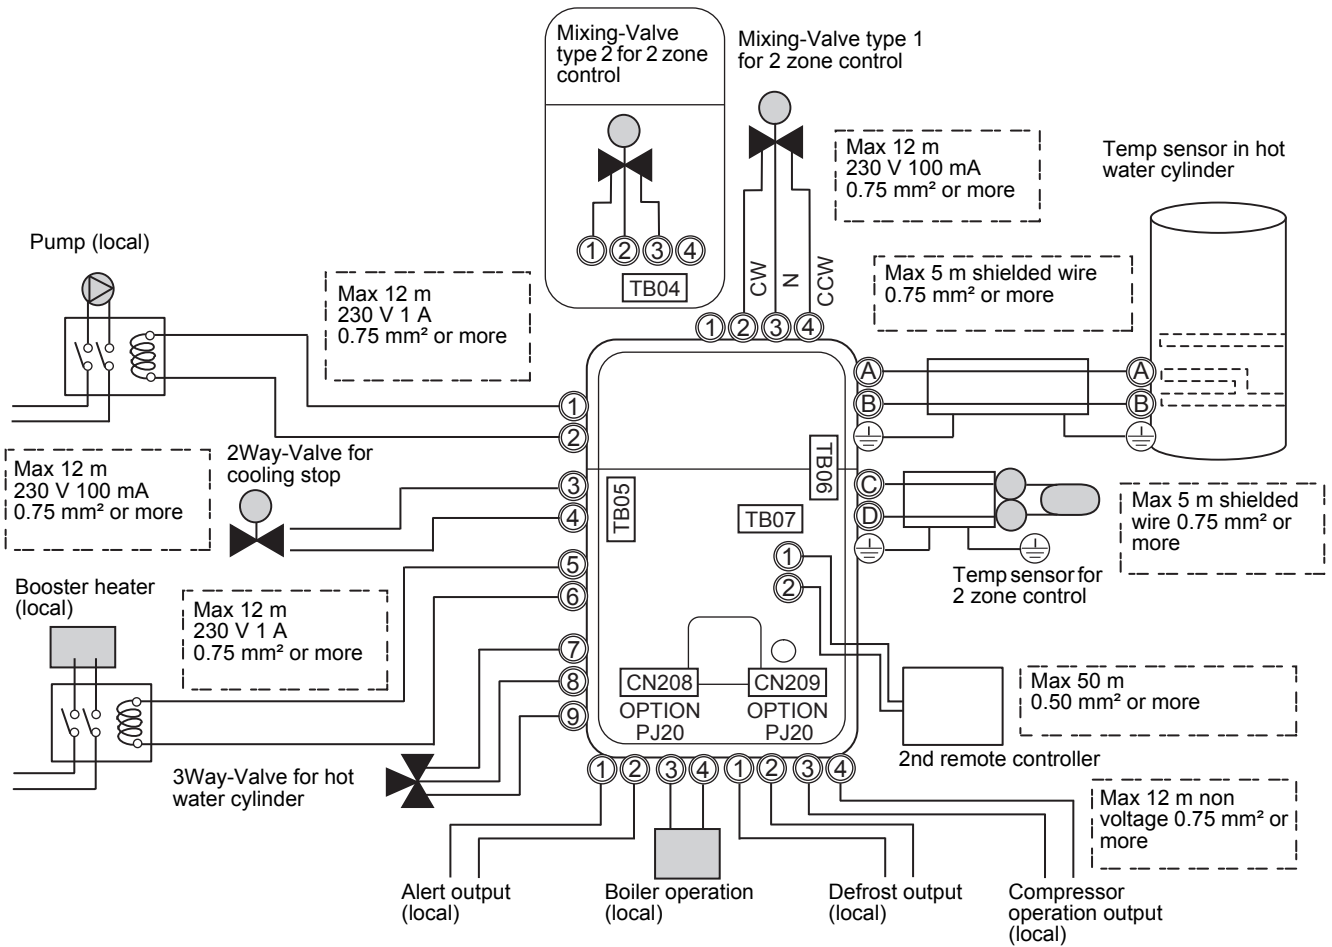 Mixing-Valve
type 2 for 2 zone
control
1 2 3 4
TB04
Mixing-Valve type 1
for 2 zone control
Max 12 m
230 V 100 mA
0.75 mm² or more
CW
N
CCW
1 2 3 4
Temp sensor in hot
water cylinder
Max 5 m shielded wire
0.75 mm² or more
Pump (local)
Max 12 m
230 V 1 A
0.75 mm² or more
A A
B B
1
2
2Way-Valve for
cooling stop
Max 12 m
230 V 100 mA
0.75 mm² or more
3
4
TB05
TB06
TB07
C
D
Max 5 m shielded
wire 0.75 mm² or
more
Temp sensor for
2 zone control
1
2
5
6
Booster heater
(local)
Max 12 m
230 V 1 A
0.75 mm² or more
7
8
9
CN208
OPTION
PJ20
CN209
OPTION
PJ20
3Way-Valve for hot
water cylinder
Max 50 m
0.50 mm² or more
2nd remote controller
1 2 3 4 1 2 3 4
Max 12 m non
voltage 0.75 mm² or
more
Alert output
(local)
Boiler operation
(local)
Defrost output
(local)
Compressor
operation output
(local)